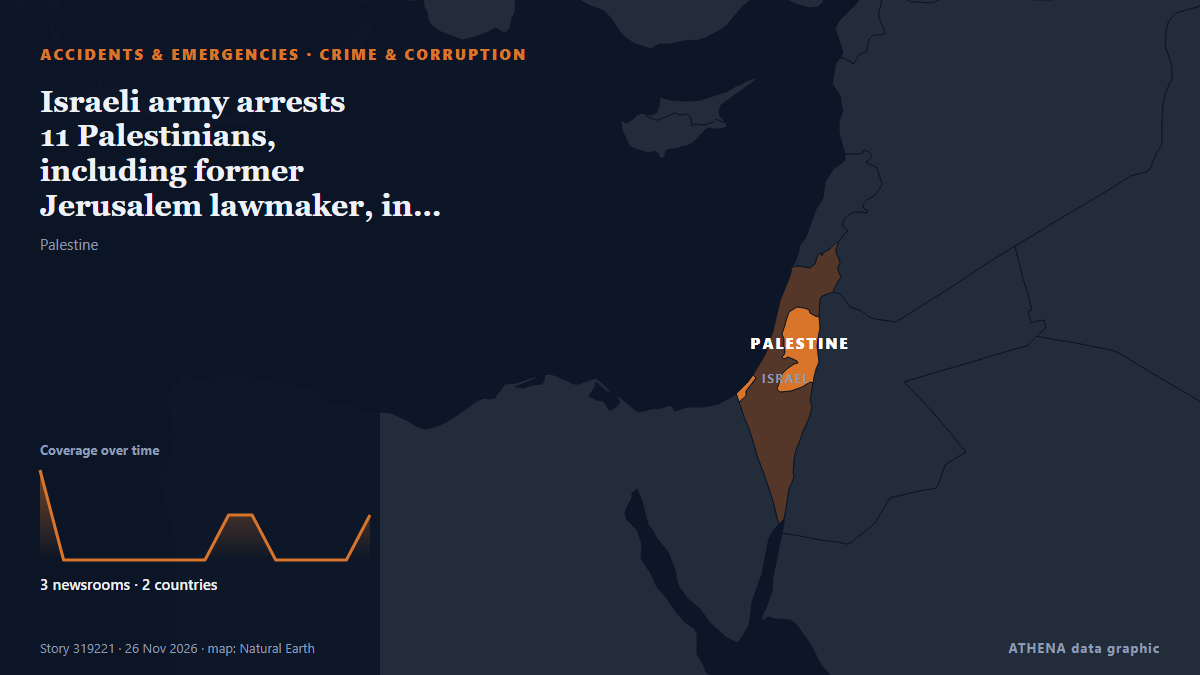 ACCIDENTS & EMERGENCIES · CRIME & CORRUPTION
Israeli army arrests
11 Palestinians,
including former
Jerusalem lawmaker, in...
Palestine
PALESTINE
ISRAEL
Coverage over time
3 newsrooms · 2 countries
Story 319221 · 26 Nov 2026 · map: Natural Earth
ATHENA data graphic